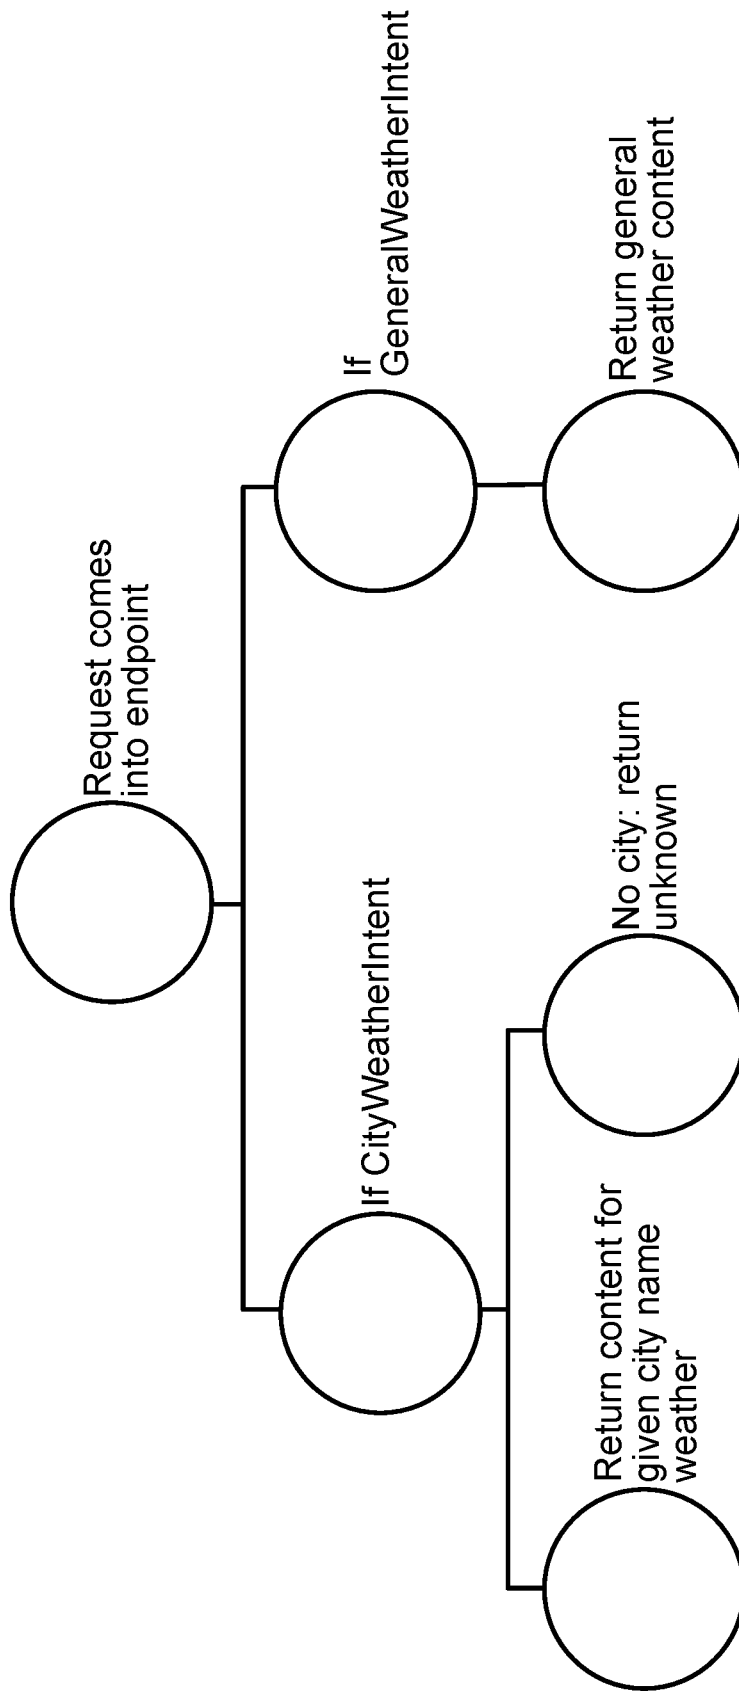 Request comes
into endpoint
If CityWeatherIntent
If
GeneralWeatherIntent
Return content for
given city name
weather
No city: return
unknown
Return general
weather content